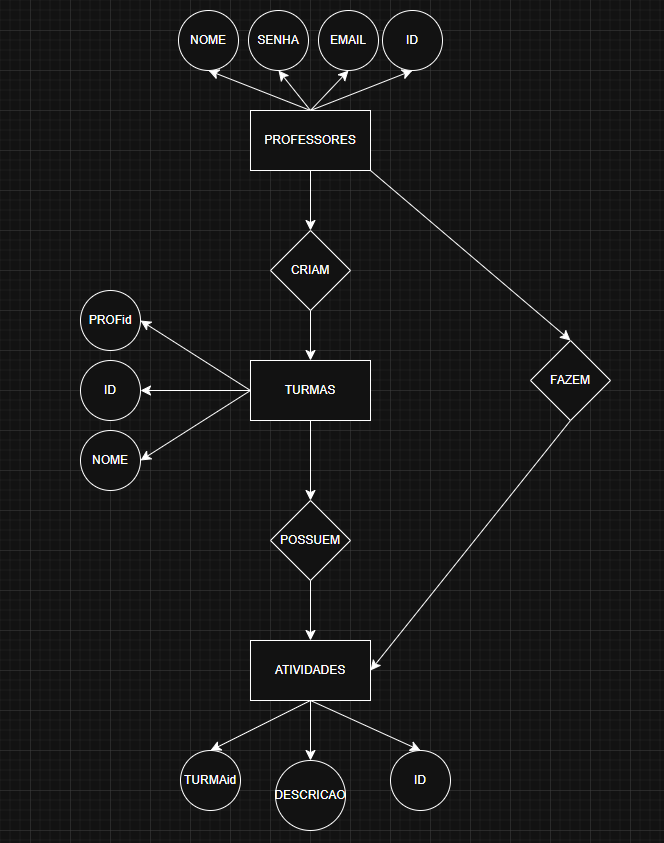 NOME
SENHA
EMAIL
ID
PROFESSORES
CRIAM
PROFid
ID
TURMAS
FAZEM
NOME
POSSUEM
ATIVIDADES
TURMAid
DESCRICAO
ID